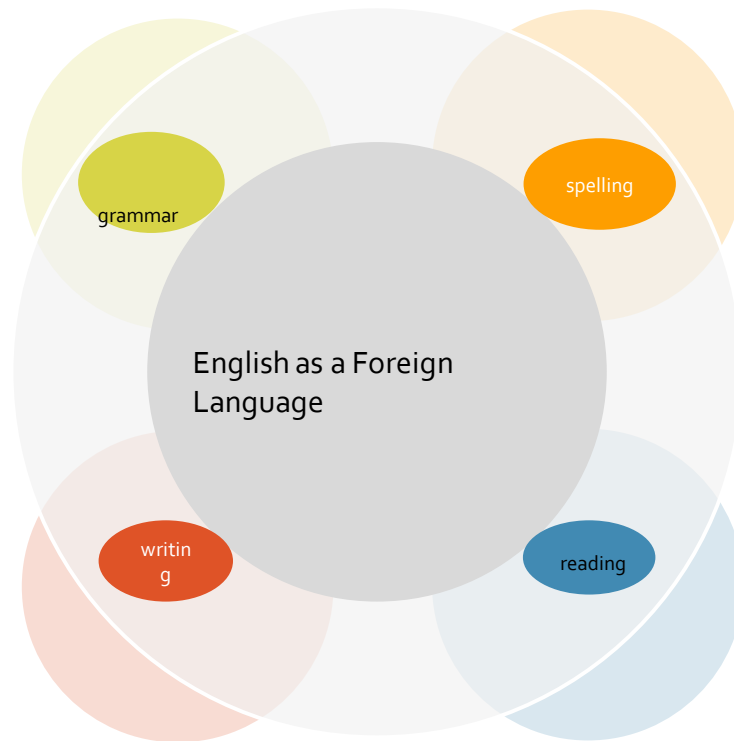 spelling
grammar
English as a Foreign
Language
writin
g
reading